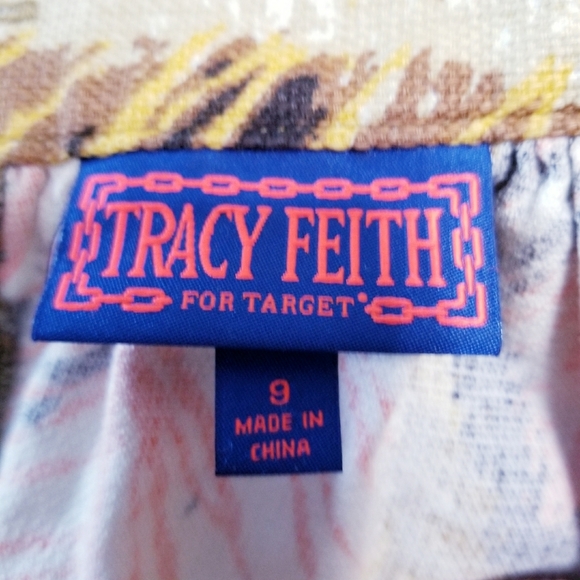 TRACY FEITH
FOR TARGET®
9
MADE IN
CHINA